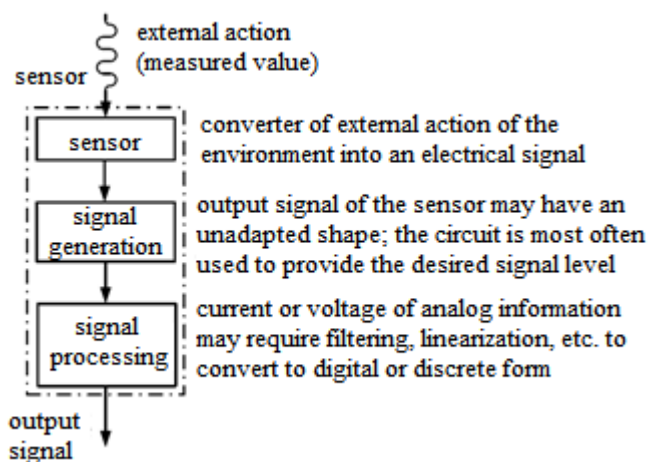 external action
(measured value)
sensor
sensor
converter of external action of the
environment into an electrical signal
signal
generation
output signal of the sensor may have an
unadapted shape; the circuit is most often
used to provide the desired signal level
signal
processing
current or voltage of analog information
may require filtering, linearization, etc. to
convert to digital or discrete form
output
signal